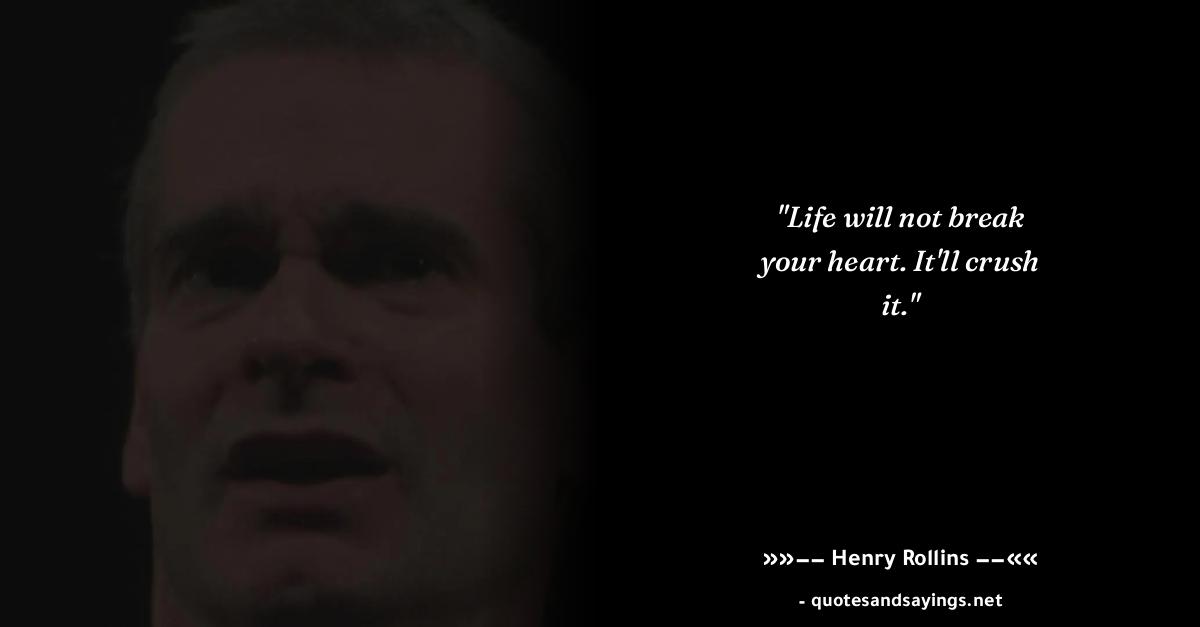 "Life will not break
your heart. It'll crush
it."
»»−− Henry Rollins −−««
- quotesandsayings.net